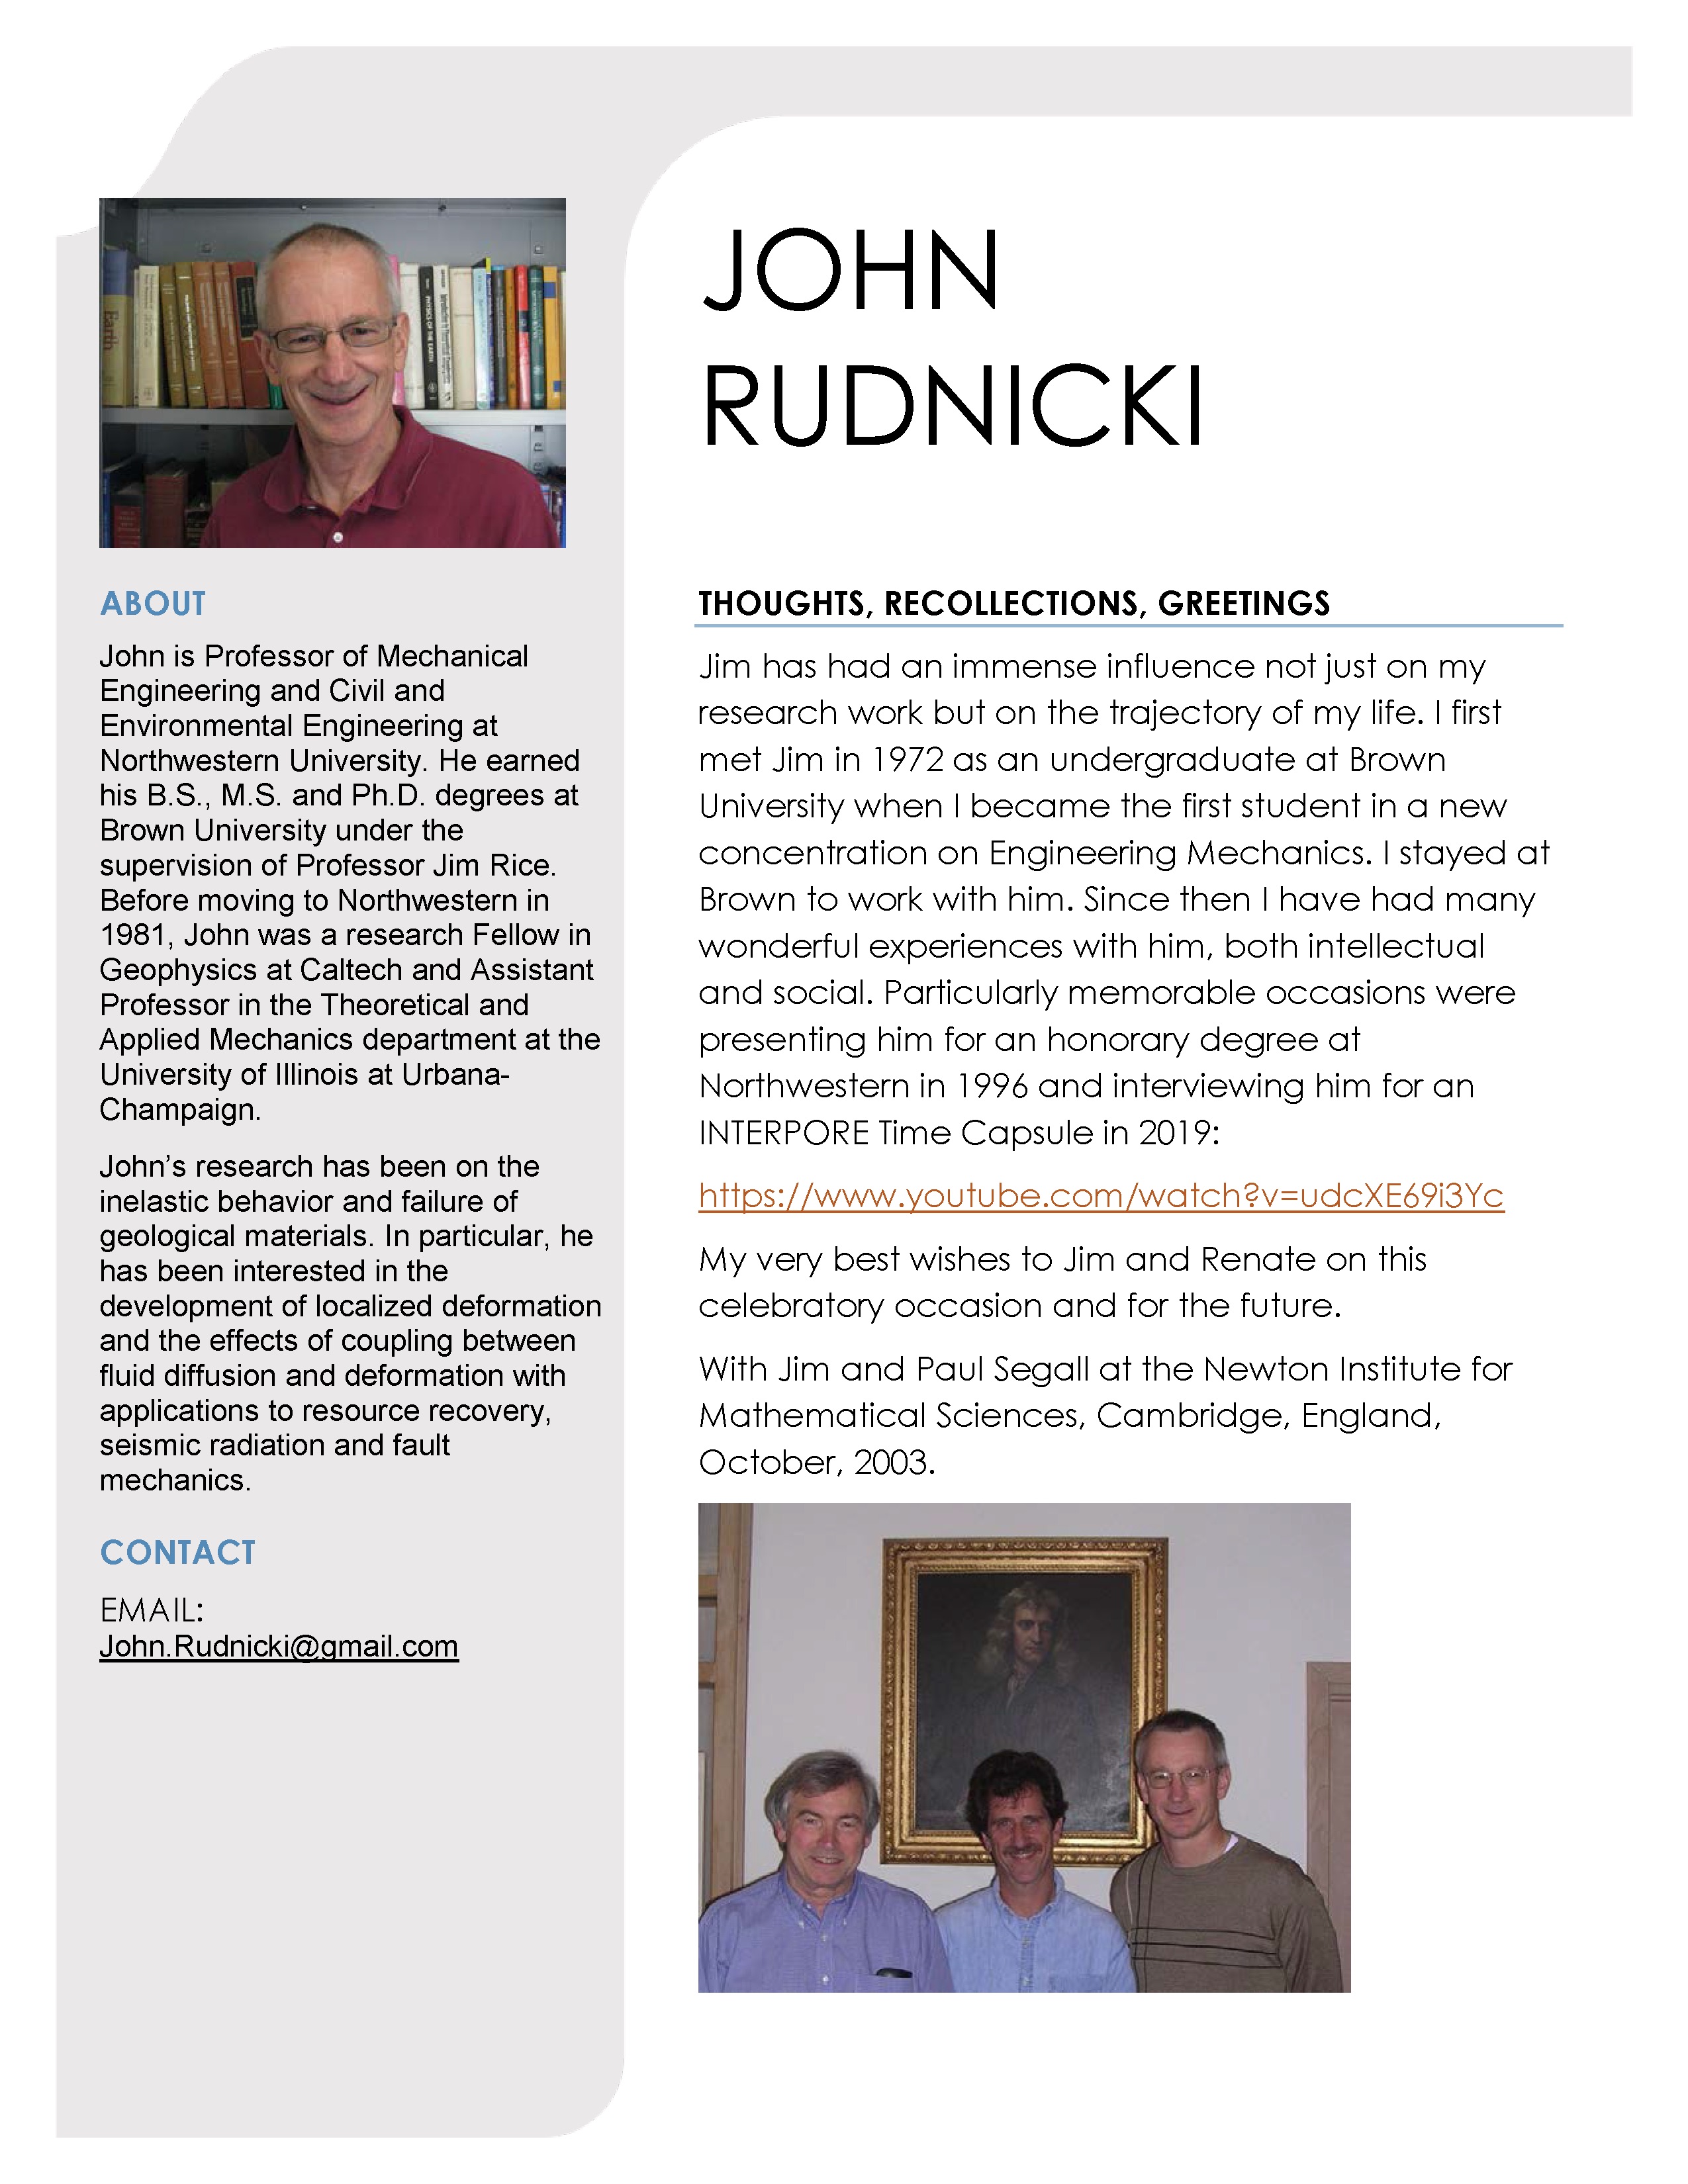 JOHN
RUDNICKI
ABOUT
John is Professor of Mechanical
Engineering and Civil and
Environmental Engineering at
Northwestern University. He earned
his B.S., M.S. and Ph.D. degrees at
Brown University under the
supervision of Professor Jim Rice.
Before moving to Northwestern in
1981, John was a research Fellow in
Geophysics at Caltech and Assistant
Professor in the Theoretical and
Applied Mechanics department at the
University of Illinois at Urbana-
Champaign.
John’s research has been on the
inelastic behavior and failure of
geological materials. In particular, he
has been interested in the
development of localized deformation
and the effects of coupling between
fluid diffusion and deformation with
applications to resource recovery,
seismic radiation and fault
mechanics.
CONTACT
EMAIL:
John.Rudnicki@gmail.com
THOUGHTS, RECOLLECTIONS, GREETINGS
Jim has had an immense influence not just on my
research work but on the trajectory of my life. I first
met Jim in 1972 as an undergraduate at Brown
University when I became the first student in a new
concentration on Engineering Mechanics. I stayed at
Brown to work with him. Since then I have had many
wonderful experiences with him, both intellectual
and social. Particularly memorable occasions were
presenting him for an honorary degree at
Northwestern in 1996 and interviewing him for an
INTERPORE Time Capsule in 2019:
https://www.youtube.com/watch?v=udcXE69i3Yc
My very best wishes to Jim and Renate on this
celebratory occasion and for the future.
With Jim and Paul Segall at the Newton Institute for
Mathematical Sciences, Cambridge, England,
October, 2003.
Earth
PHYSICS OF THE EARTH